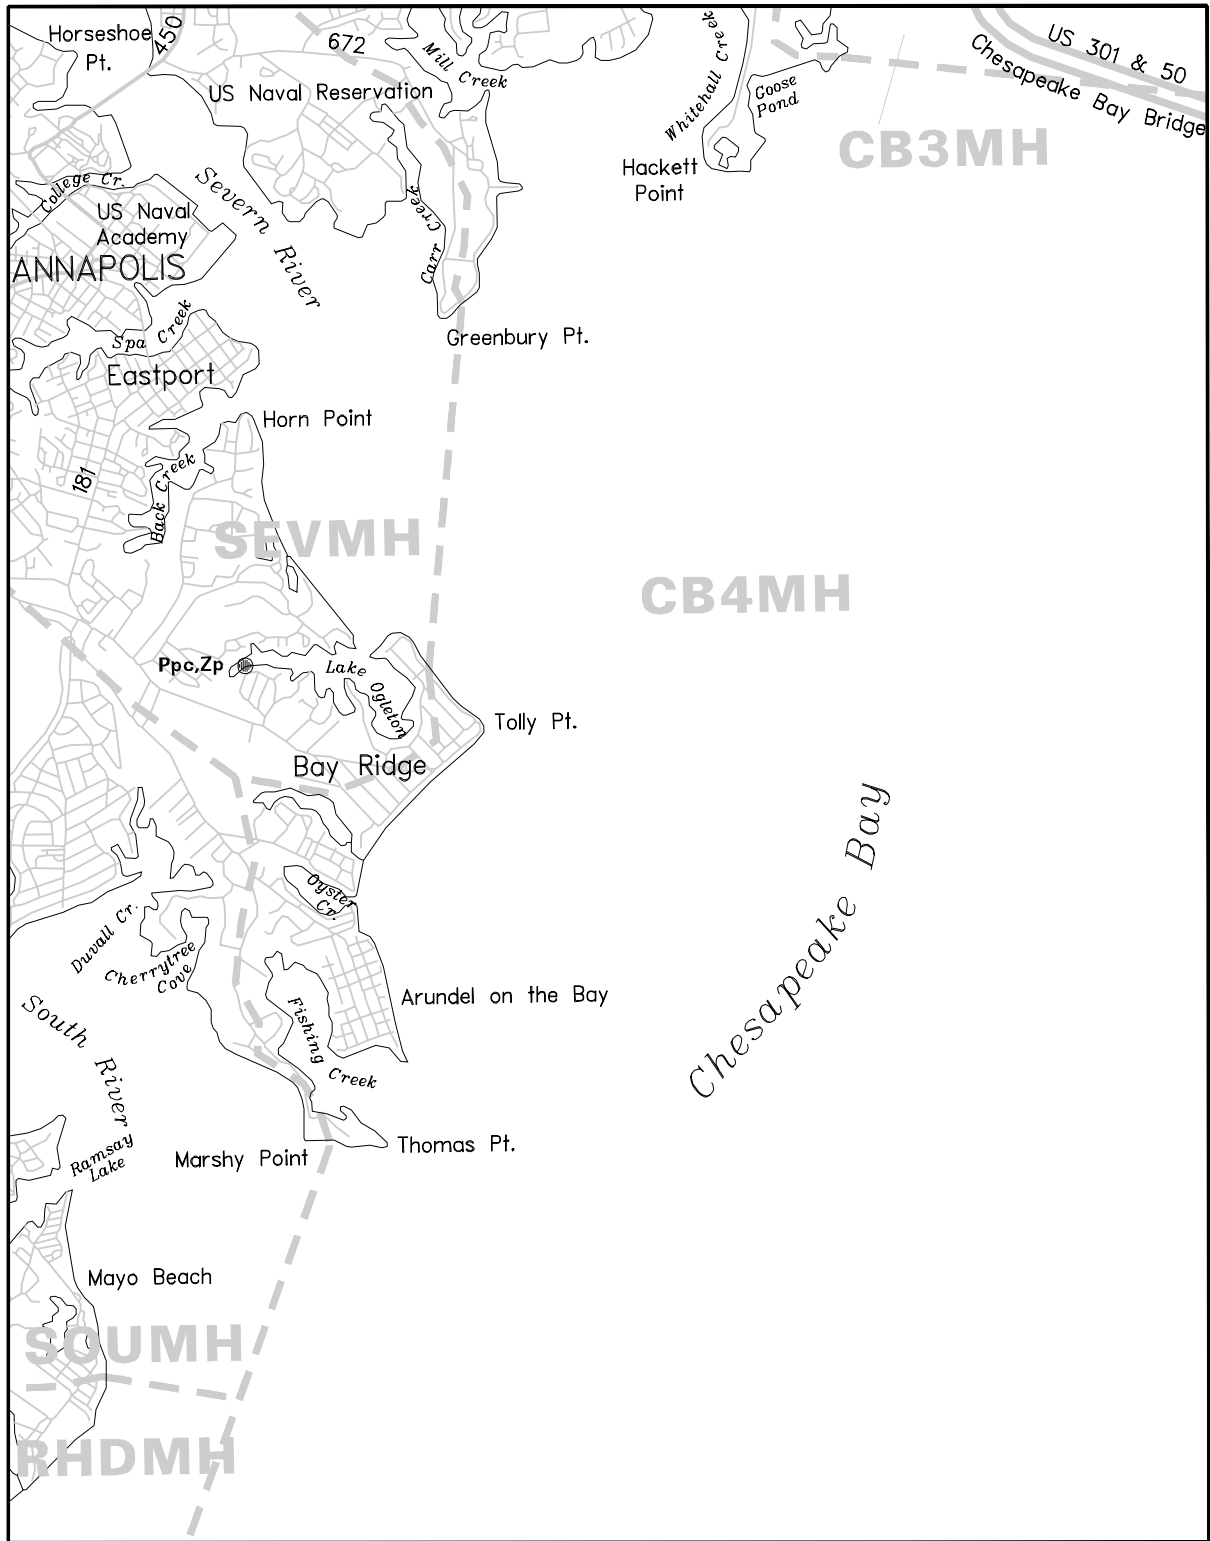 Horseshoe
Pt.
450
672
Mill Creek
Whitehall Creek
Goose
Pond
US 301 & 50
Chesapeake Bay Bridge
US Naval Reservation
CB3MH
Hackett
Point
College Cr.
Severn River
US Naval
Academy
ANNAPOLIS
Carr Creek
Spa Creek
Greenbury Pt.
Eastport
Horn Point
181
Back Creek
SEVMH
CB4MH
Ppc,Zp
Lake Ogleton
Tolly Pt.
Bay Ridge
Chesapeake Bay
Oyster
Cr.
Duvall Cr.
Cherrytree
Cove
Arundel on the Bay
South River
Fishing Creek
Ramsay
Lake
Marshy Point
Thomas Pt.
Mayo Beach
SOUMH
RHDMH